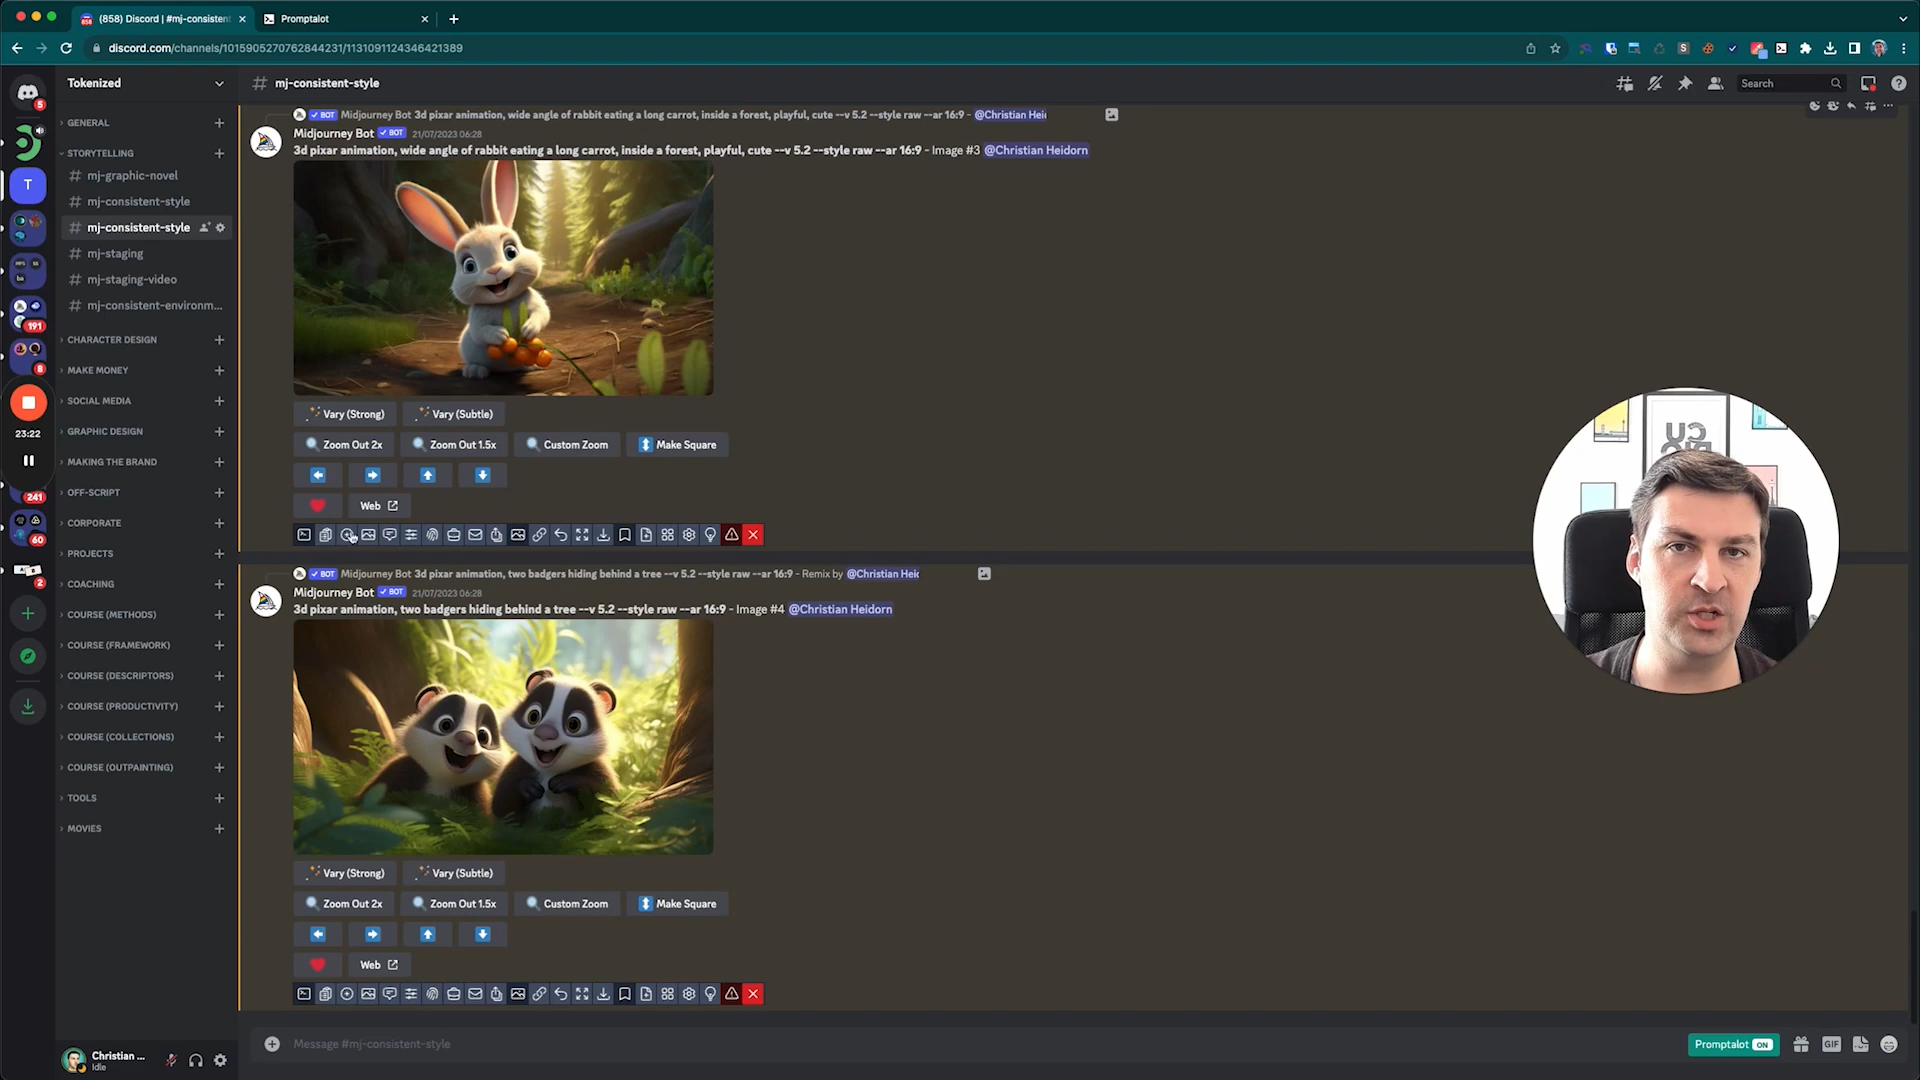 (858) Discord | #mj-consistent
Promptalot
discord.com/channels/1015905270762844231/1131091124346421389
Tokenized
mj-consistent-style
Search
GENERAL
STORYTELLING
mj-graphic-novel
mj-consistent-style
mj-consistent-style
mj-staging
mj-staging-video
mj-consistent-environm...
CHARACTER DESIGN
MAKE MONEY
SOCIAL MEDIA
GRAPHIC DESIGN
MAKING THE BRAND
OFF-SCRIPT
CORPORATE
PROJECTS
COACHING
COURSE (METHODS)
COURSE (FRAMEWORK)
COURSE (DESCRIPTORS)
COURSE (PRODUCTIVITY)
COURSE (COLLECTIONS)
COURSE (OUTPAINTING)
TOOLS
MOVIES
5
T
191
8
23:22
241
60
2
Christian ...
Idle
BOT Midjourney Bot 3d pixar animation, wide angle of rabbit eating a long carrot, inside a forest, playful, cute --v 5.2 --style raw --ar 16:9 - @Christian Hei
Midjourney Bot BOT 21/07/2023 06:28
3d pixar animation, wide angle of rabbit eating a long carrot, inside a forest, playful, cute --v 5.2 --style raw --ar 16:9 - Image #3 @Christian Heidorn
Vary (Strong) Vary (Subtle)
Zoom Out 2x Zoom Out 1.5x Custom Zoom Make Square
Web
BOT Midjourney Bot 3d pixar animation, two badgers hiding behind a tree --v 5.2 --style raw --ar 16:9 - Remix by @Christian Heic
Midjourney Bot BOT 21/07/2023 06:28
3d pixar animation, two badgers hiding behind a tree --v 5.2 --style raw --ar 16:9 - Image #4 @Christian Heidorn
Vary (Strong) Vary (Subtle)
Zoom Out 2x Zoom Out 1.5x Custom Zoom Make Square
Web
Message #mj-consistent-style
Promptalot ON
GIF